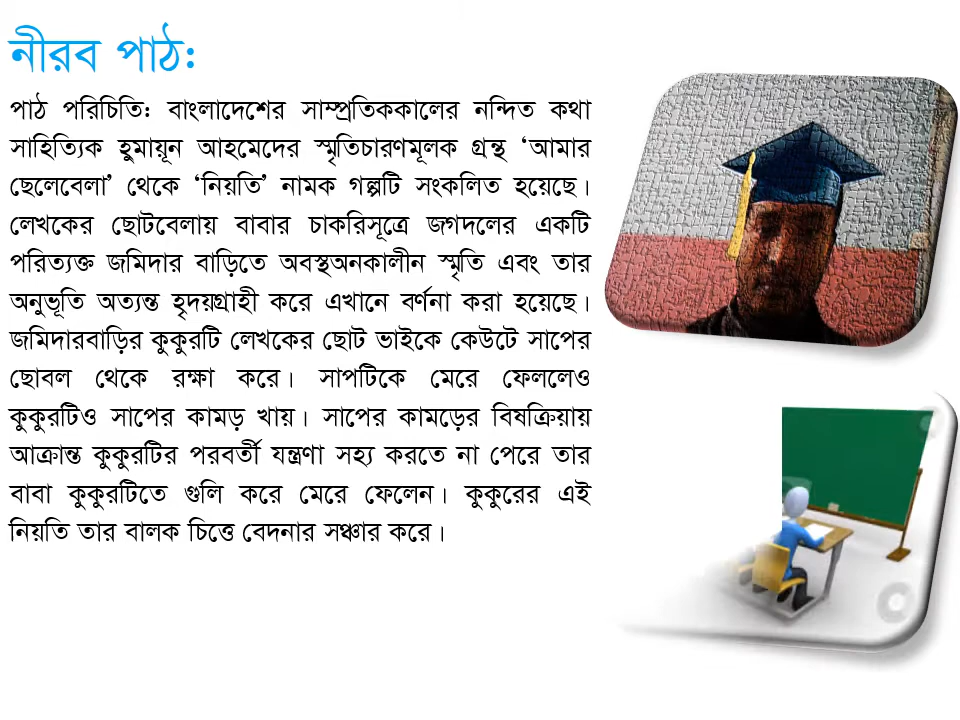 নীরব পাঠ:
পাঠ পরিচিতি: বাংলাদেশের সাম্প্রতিককালের নন্দিত কথা
সাহিত্যিক হুমায়ূন আহমেদের স্মৃতিচারণমূলক গ্রন্থ ‘আমার
ছেলেবেলা’ থেকে ‘নিয়তি’ নামক গল্পটি সংকলিত হয়েছে।
লেখকের ছোটবেলায় বাবার চাকরিসূত্রে জগদলের একটি
পরিত্যক্ত জমিদার বাড়িতে অবস্থঅনকালীন স্মৃতি এবং তার
অনুভূতি অত্যন্ত হৃদয়গ্রাহী করে এখানে বর্ণনা করা হয়েছে।
জমিদারবাড়ির কুকুরটি লেখকের ছোট ভাইকে কেউটে সাপের
ছোবল থেকে রক্ষা করে। সাপটিকে মেরে ফেললেও
কুকুরটিও সাপের কামড় খায়। সাপের কামড়ের বিষক্রিয়ায়
আক্রান্ত কুকুরটির পরবর্তী যন্ত্রণা সহ্য করতে না পেরে তার
বাবা কুকুরটিতে গুলি করে মেরে ফেলেন। কুকুরের এই
নিয়তি তার বালক চিত্তে বেদনার সঞ্চার করে।